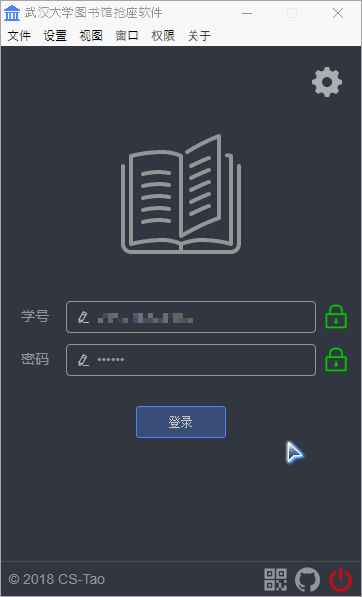 武汉大学图书馆抢座软件
文件 设置 视图 窗口 权限 关于
学号
密码 ••••••
登录
© 2018 CS-Tao